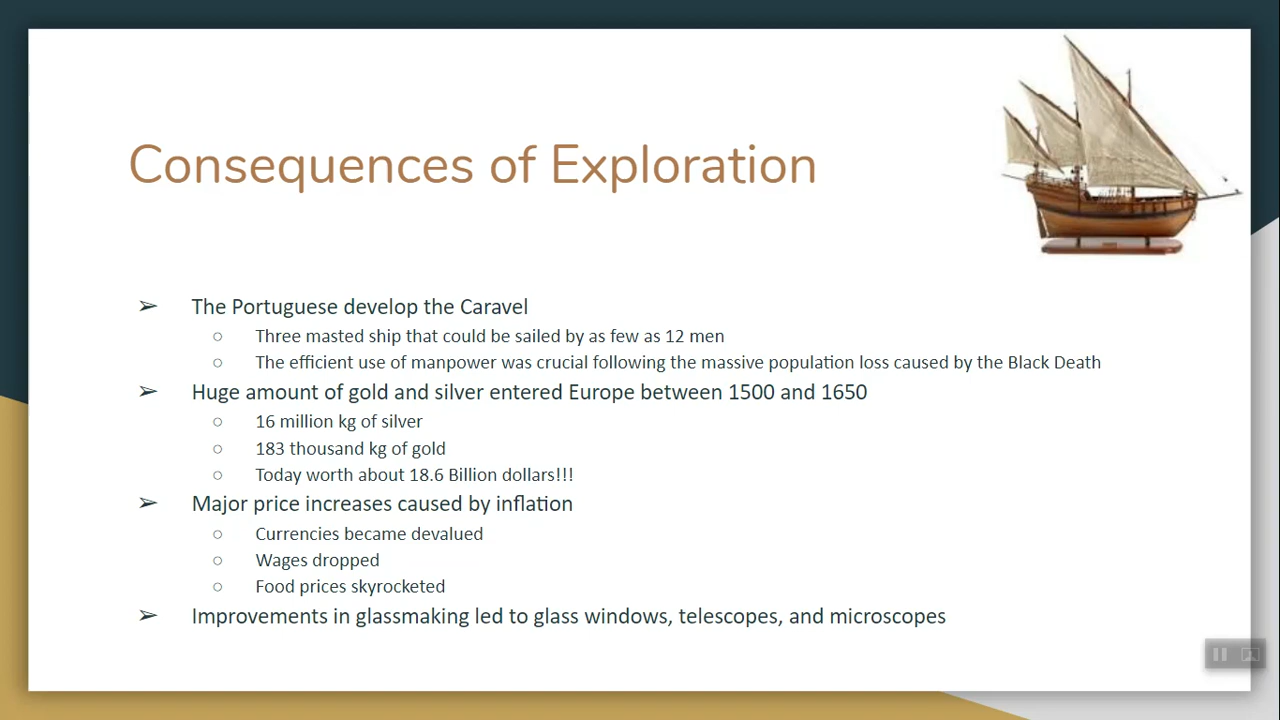 Consequences of Exploration
➢ The Portuguese develop the Caravel
○ Three masted ship that could be sailed by as few as 12 men
○ The efficient use of manpower was crucial following the massive population loss caused by the Black Death
➢ Huge amount of gold and silver entered Europe between 1500 and 1650
○ 16 million kg of silver
○ 183 thousand kg of gold
○ Today worth about 18.6 Billion dollars!!!
➢ Major price increases caused by inflation
○ Currencies became devalued
○ Wages dropped
○ Food prices skyrocketed
➢ Improvements in glassmaking led to glass windows, telescopes, and microscopes